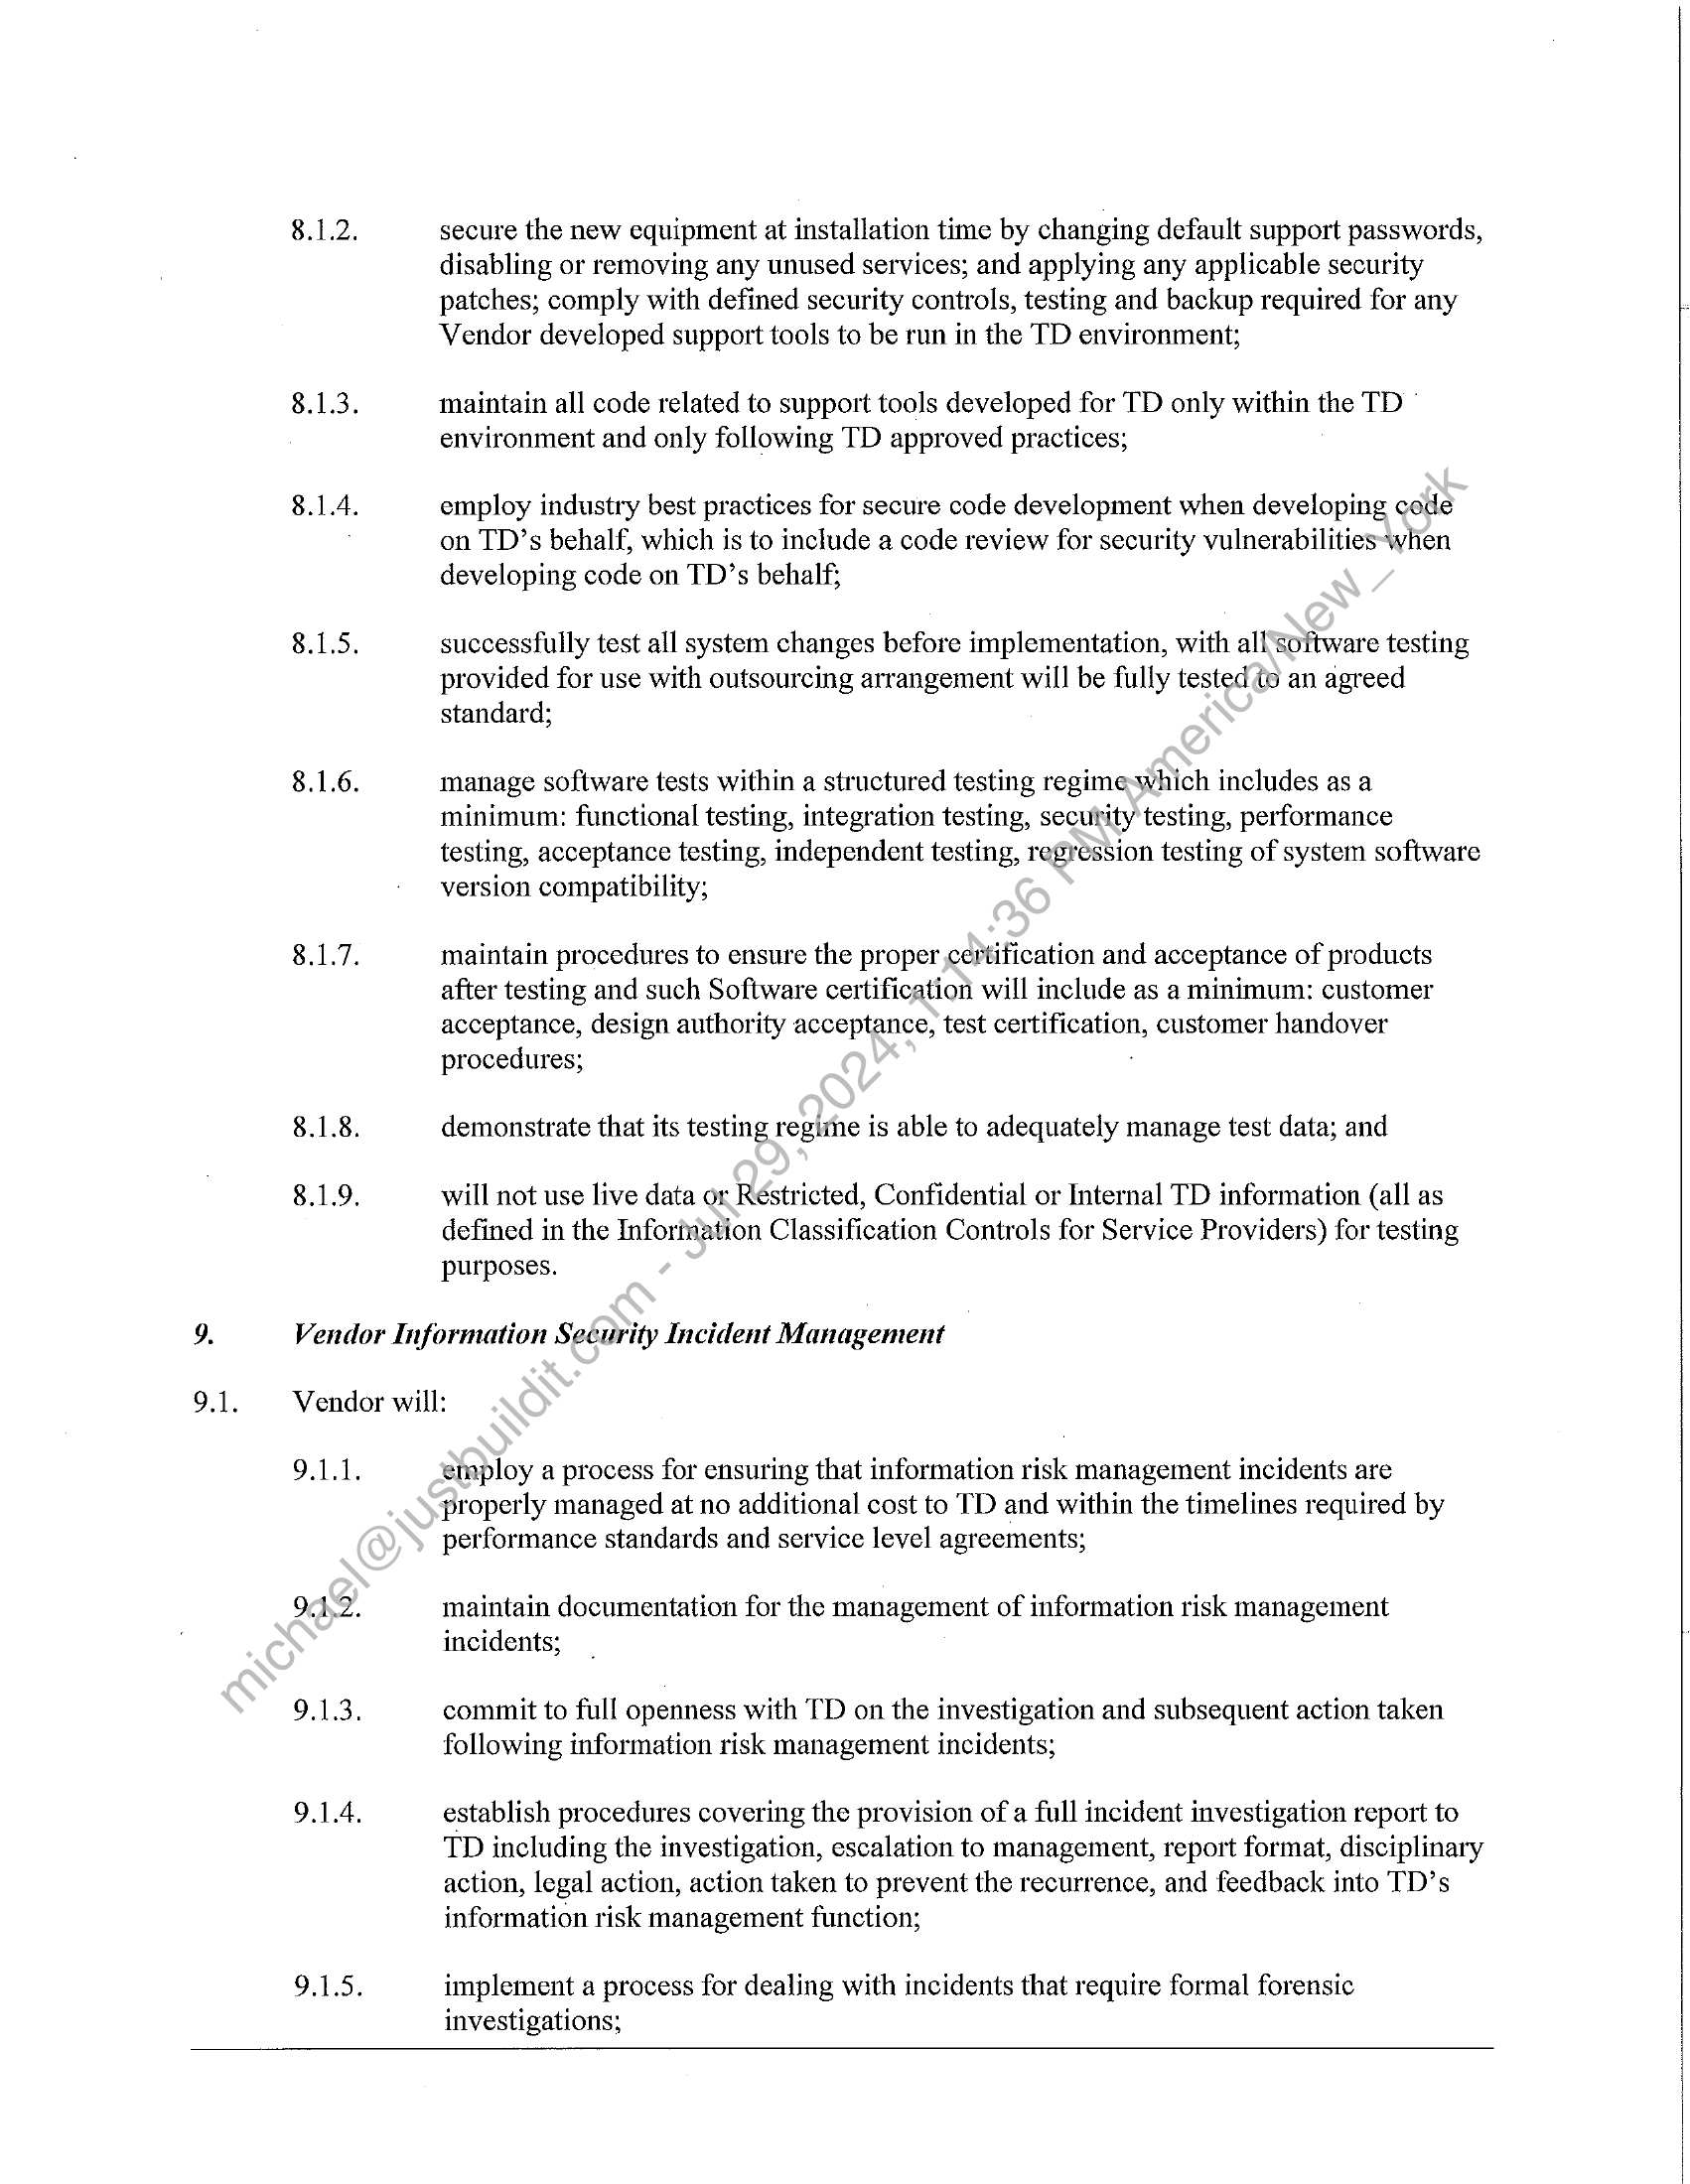 8.1.2. secure the new equipment at installation time by changing default support passwords,
disabling or removing any unused services; and applying any applicable security
patches; comply with defined security controls, testing and backup required for any
Vendor developed support tools to be run in the TD environment;
8.1.3. maintain all code related to support tools developed for TD only within the TD
environment and only following TD approved practices;
8.1.4. employ industry best practices for secure code development when developing code
on TD's behalf, which is to include a code review for security vulnerabilities when
developing code on TD's behalf;
8.1.5. successfully test all system changes before implementation, with all software testing
provided for use with outsourcing arrangement will be fully tested to an agreed
standard;
8.1.6. manage software tests within a structured testing regime which includes as a
minimum: functional testing, integration testing, security testing, performance
testing, acceptance testing, independent testing, regression testing of system software
version compatibility;
8.1.7. maintain procedures to ensure the proper certification and acceptance of products
after testing and such Software certification will include as a minimum: customer
acceptance, design authority acceptance, test certification, customer handover
procedures;
8.1.8. demonstrate that its testing regime is able to adequately manage test data; and
8.1.9. will not use live data or Restricted, Confidential or Internal TD information (all as
defined in the Information Classification Controls for Service Providers) for testing
purposes.
9. Vendor Information Security Incident Management
9.1. Vendor will:
9.1.1. employ a process for ensuring that information risk management incidents are
properly managed at no additional cost to TD and within the timelines required by
performance standards and service level agreements;
9.1.2. maintain documentation for the management of information risk management
incidents;
9.1.3. commit to full openness with TD on the investigation and subsequent action taken
following information risk management incidents;
9.1.4. establish procedures covering the provision of a full incident investigation report to
TD including the investigation, escalation to management, report format, disciplinary
action, legal action, action taken to prevent the recurrence, and feedback into TD's
information risk management function;
9.1.5. implement a process for dealing with incidents that require formal forensic
investigations;
michael@justbuildit.com - Jul 29, 2024, 1:14:36 PM America/New_York